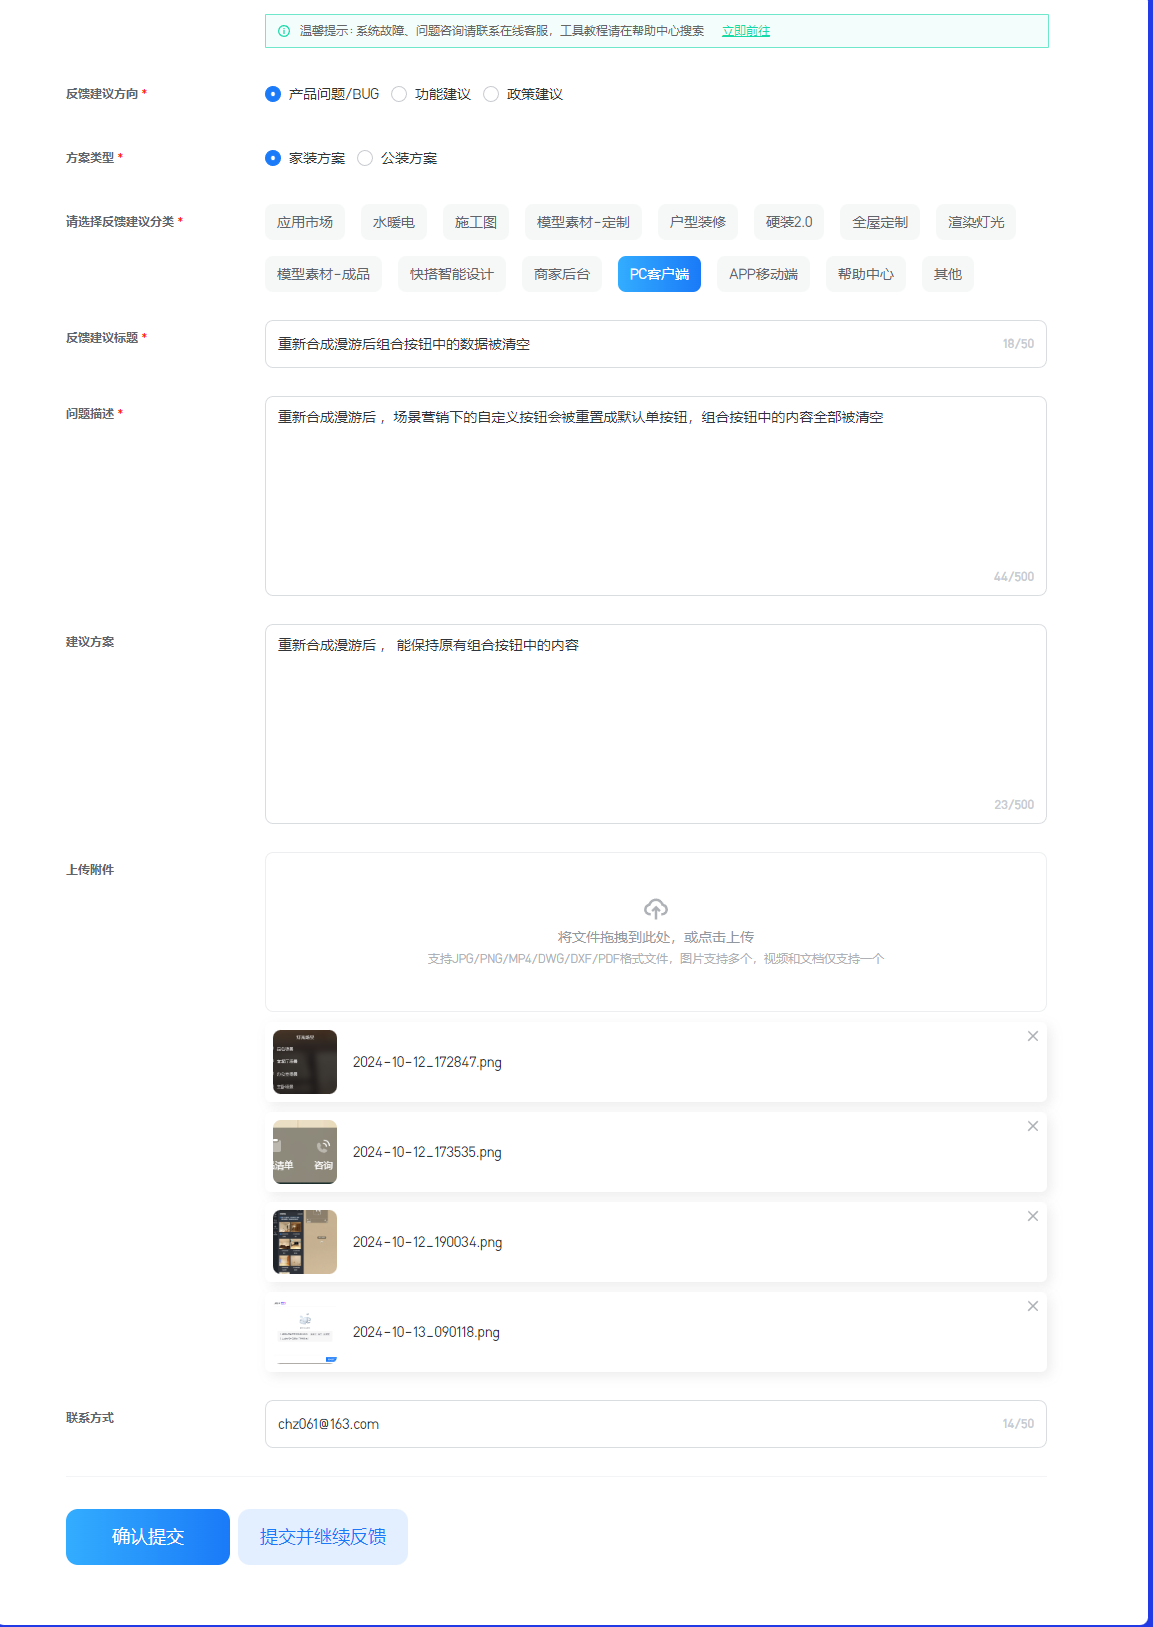 温馨提示：系统故障、问题咨询请联系在线客服，工具教程请在帮助中心搜索 立即前往
反馈建议方向 * 产品问题/BUG 功能建议 政策建议
方案类型 * 家装方案 公装方案
请选择反馈建议分类 * 应用市场 水暖电 施工图 模型素材-定制 户型装修 硬装2.0 全屋定制 渲染灯光
模型素材-成品 快搭智能设计 商家后台 PC客户端 APP移动端 帮助中心 其他
反馈建议标题 * 重新合成漫游后组合按钮中的数据被清空 18/50
问题描述 * 重新合成漫游后 ，场景营销下的自定义按钮会被重置成默认单按钮，组合按钮中的内容全部被清空
44/500
建议方案 重新合成漫游后 ， 能保持原有组合按钮中的内容
23/500
上传附件
将文件拖拽到此处，或点击上传
支持JPG/PNG/MP4/DWG/DXF/PDF格式文件，图片支持多个，视频和文档仅支持一个
2024-10-12_172847.png
2024-10-12_173535.png
清单 咨询
2024-10-12_190034.png
2024-10-13_090118.png
联系方式 chz061@163.com 14/50
确认提交 提交并继续反馈